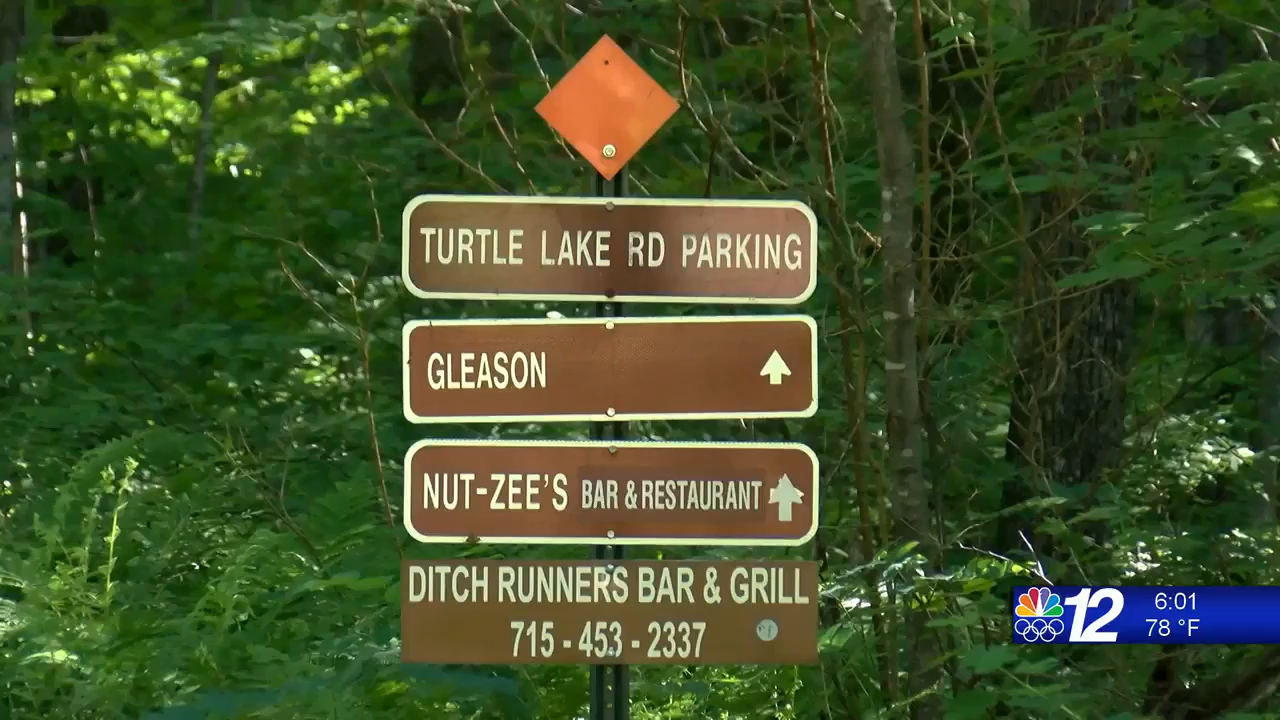 TURTLE LAKE RD PARKING
GLEASON
NUT-ZEE'S BAR & RESTAURANT
DITCH RUNNERS BAR & GRILL
715 - 453 - 2337
12
6:01
78 °F